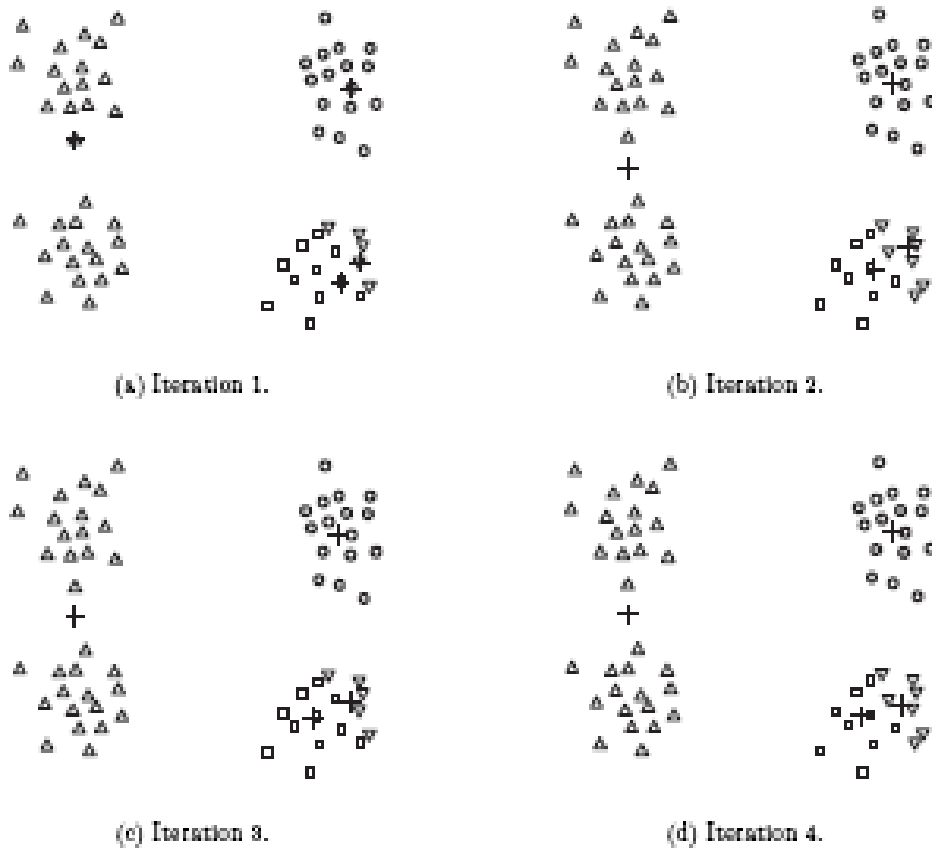 (a) Iteration 1.
(b) Iteration 2.
(c) Iteration 3.
(d) Iteration 4.